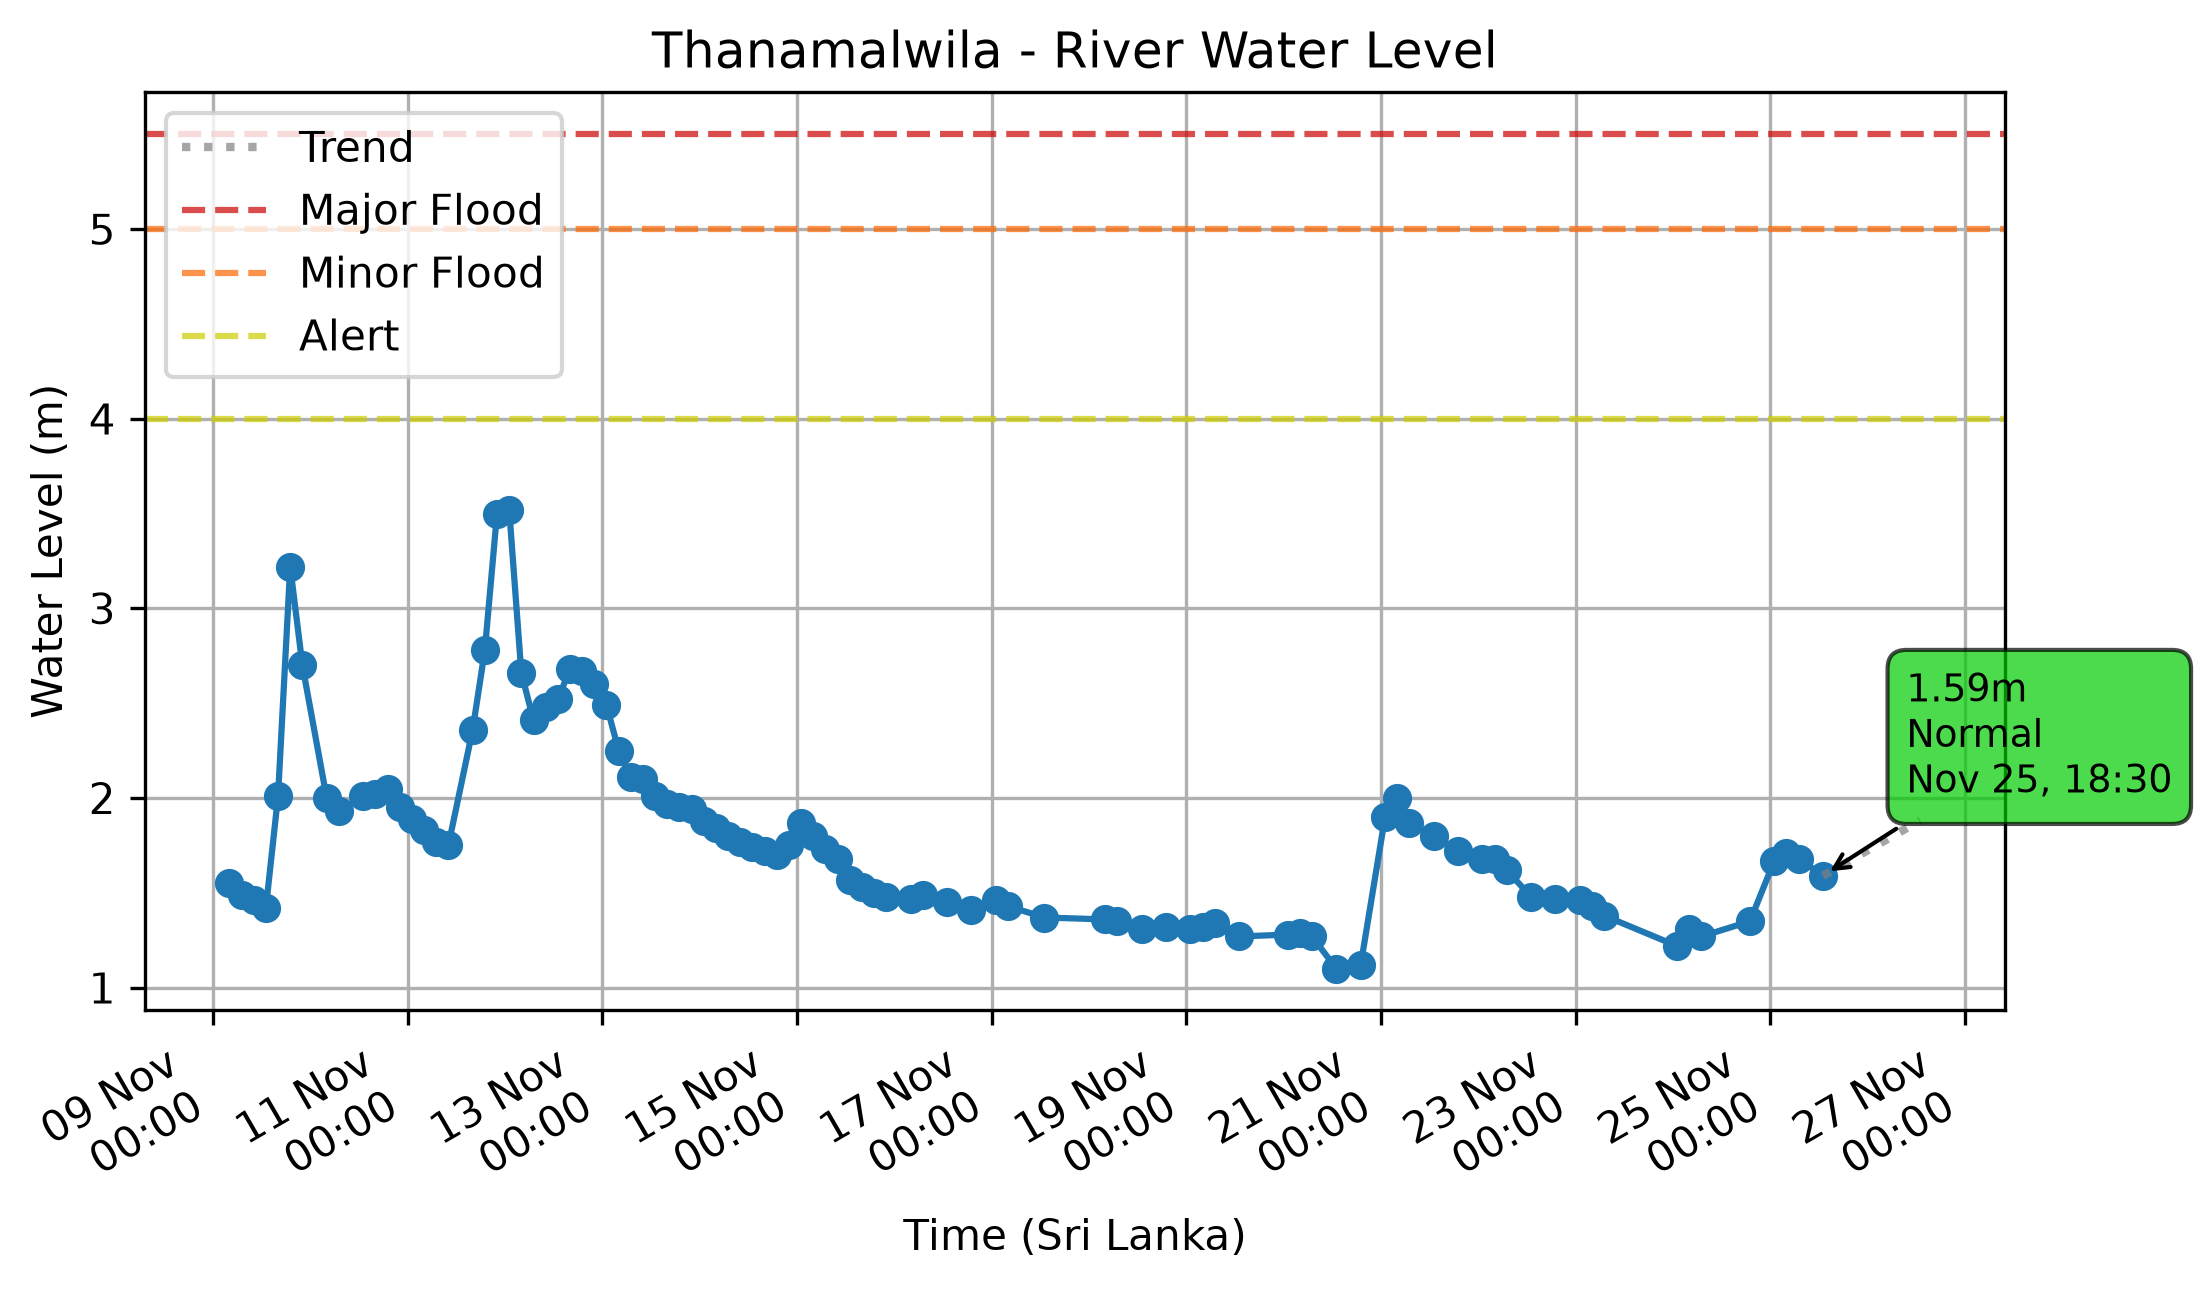 Thanamalwila - River Water Level
Trend
Major Flood
Minor Flood
Alert
Water Level (m)
5
4
3
2
1
1.59m
Normal
Nov 25, 18:30
09 Nov
00:00
11 Nov
00:00
13 Nov
00:00
15 Nov
00:00
17 Nov
00:00
19 Nov
00:00
21 Nov
00:00
23 Nov
00:00
25 Nov
00:00
27 Nov
00:00
Time (Sri Lanka)